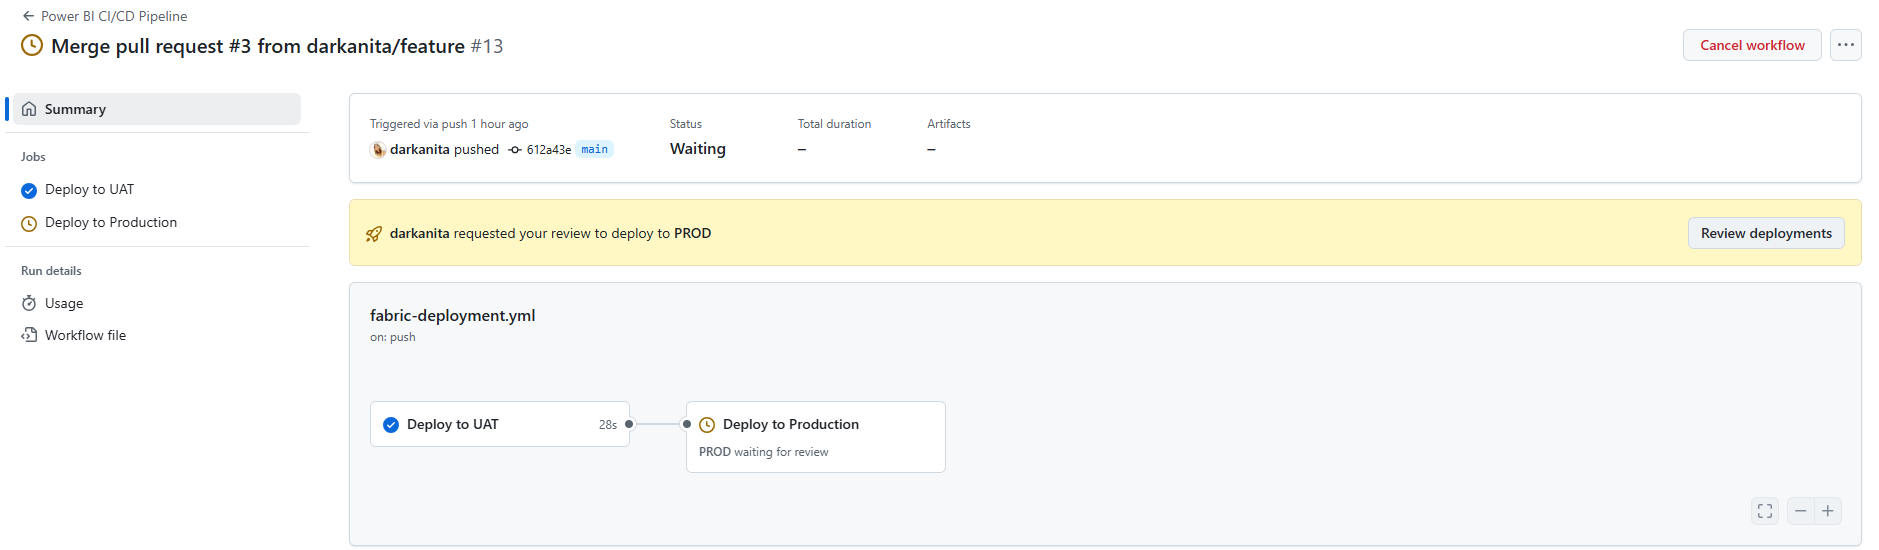 Power BI CI/CD Pipeline
Merge pull request #3 from darkanita/feature #13
Cancel workflow
Summary
Jobs
Deploy to UAT
Deploy to Production
Run details
Usage
Workflow file
Triggered via push 1 hour ago
darkanita pushed 612a43e main
Status
Waiting
Total duration
–
Artifacts
–
darkanita requested your review to deploy to PROD
Review deployments
fabric-deployment.yml
on: push
Deploy to UAT 28s
Deploy to Production
PROD waiting for review